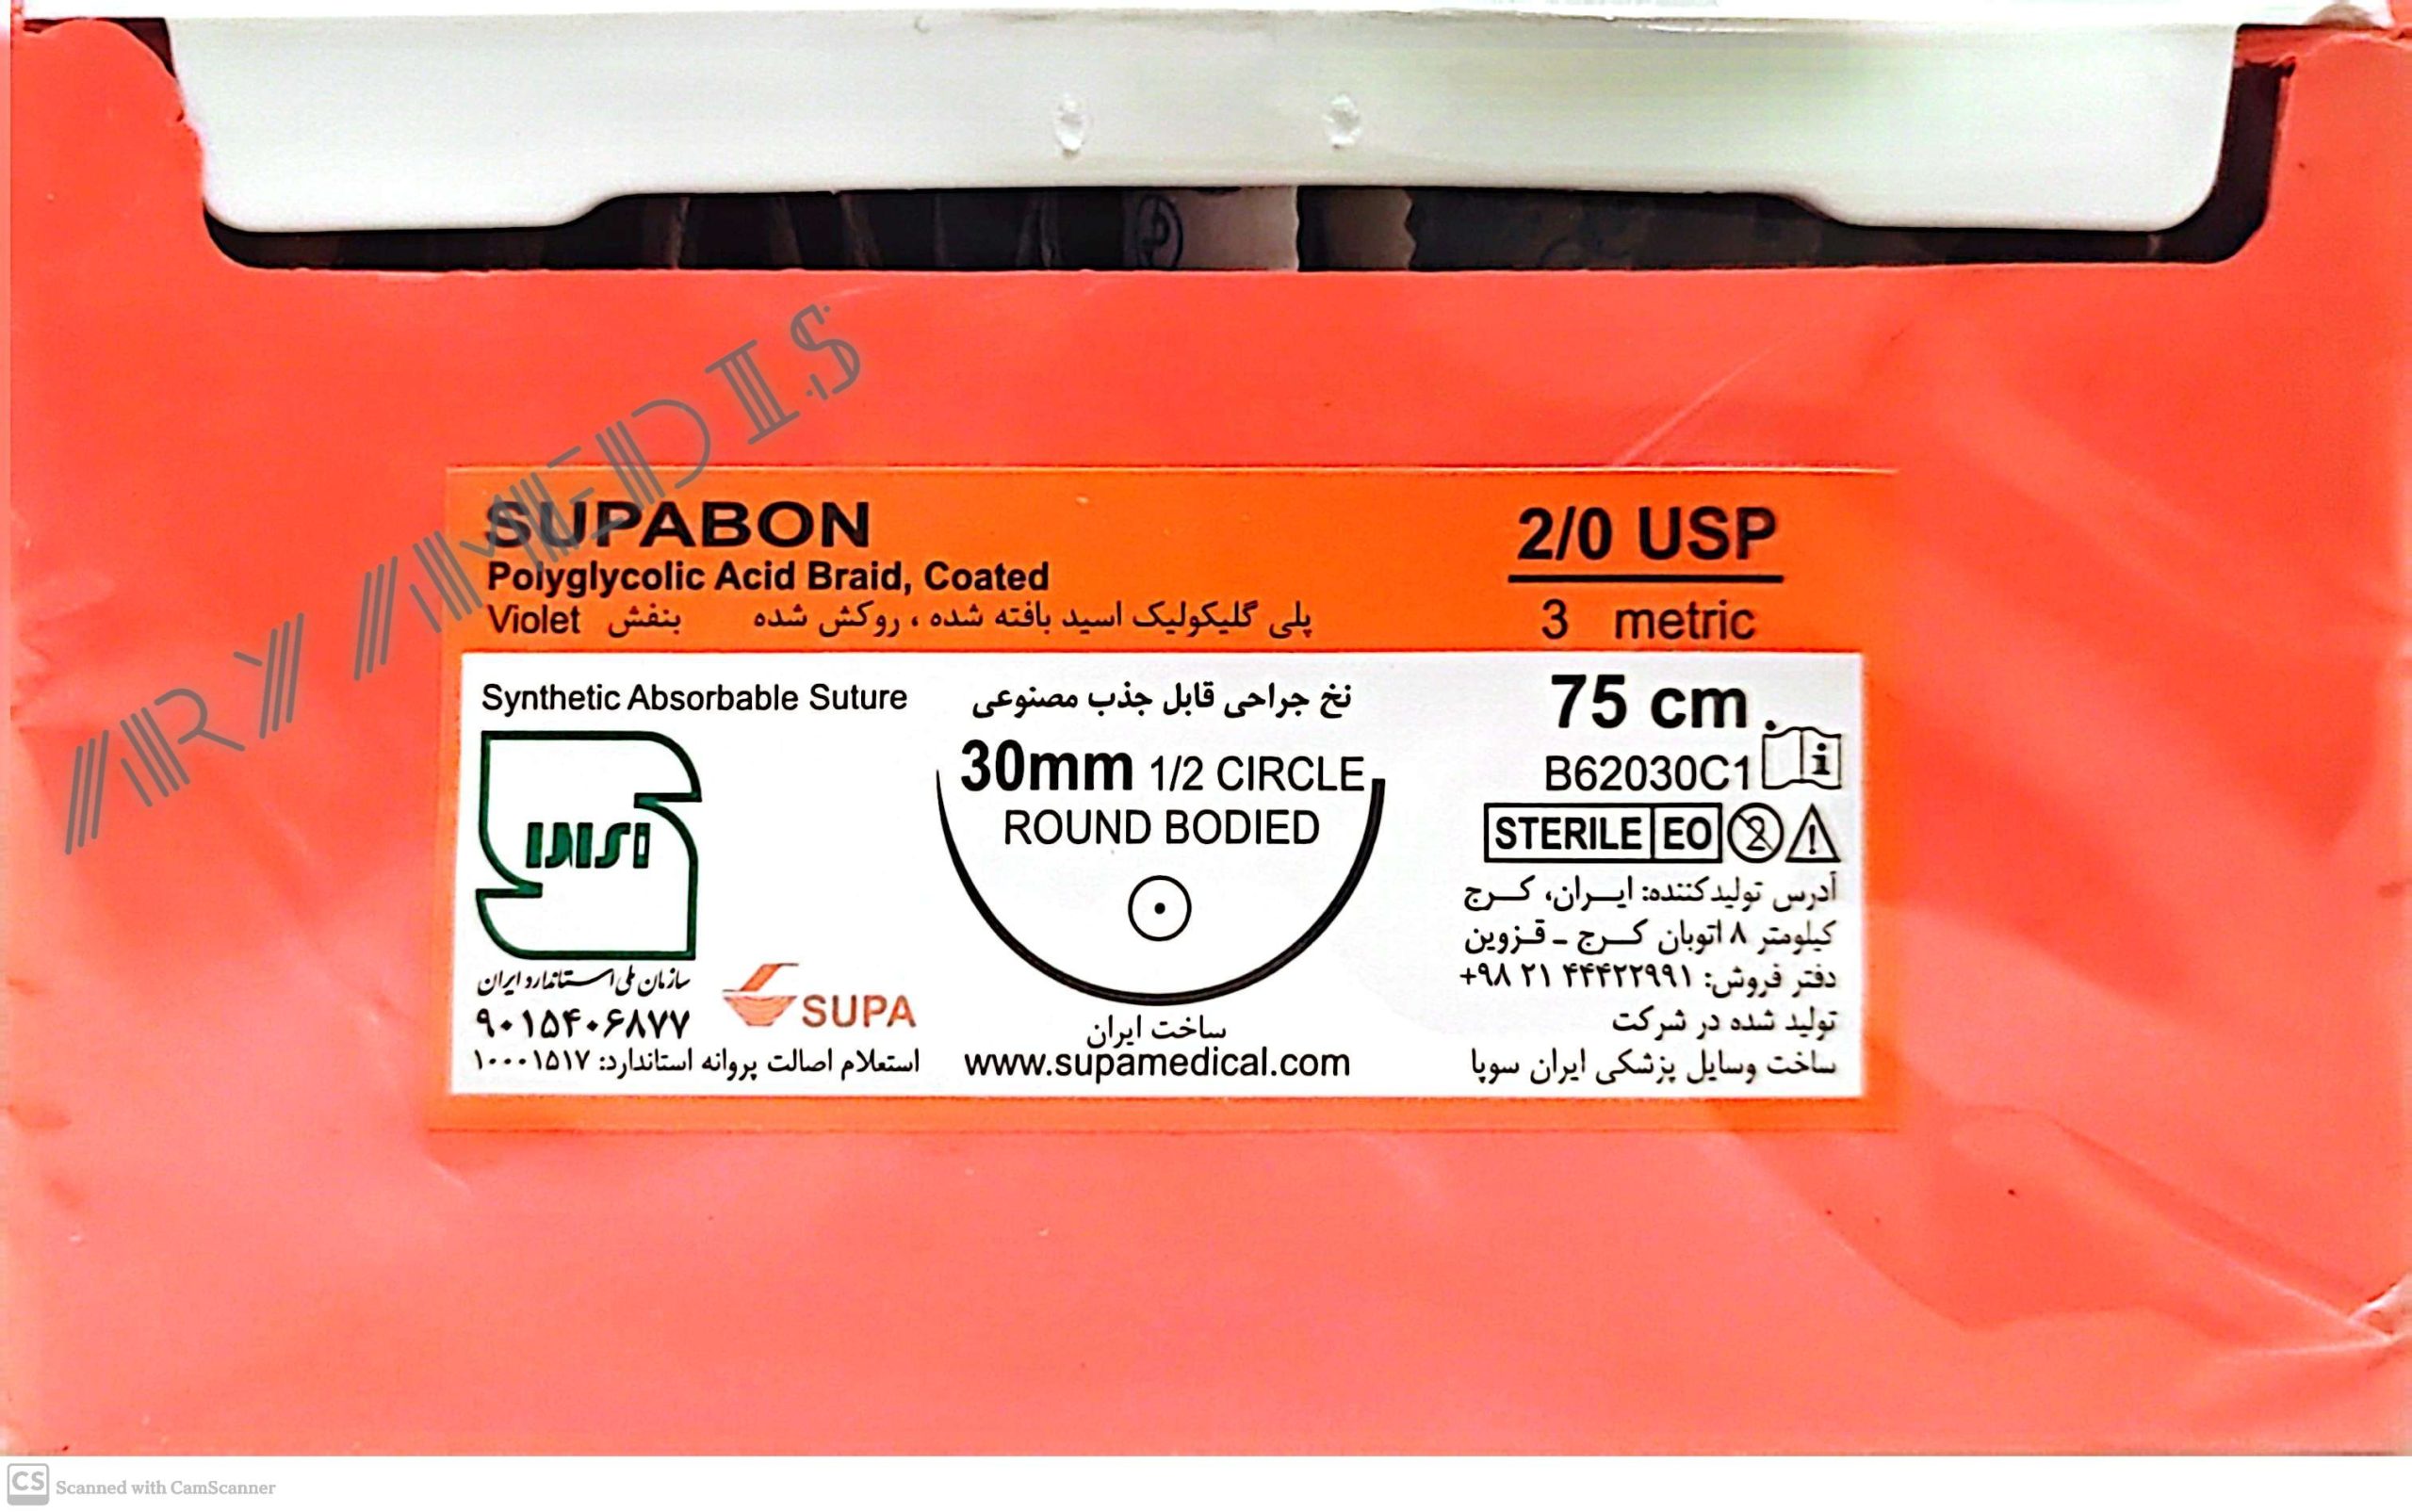 ARYAMEDIS
SUPABON
Polyglycolic Acid Braid, Coated
Violet بنفش پلی گلیکولیک اسید بافته شده ، روکش شده
2/0 USP
3 metric
Synthetic Absorbable Suture
نخ جراحی قابل جذب مصنوعی
30mm 1/2 CIRCLE
ROUND BODIED
75 cm
B62030C1
STERILE EO
2
ISIRI
سازمان ملی استاندارد ایران
۹۰۱۵۴۰۶۸۷۷
استعلام اصالت پروانه استاندارد: ۱۰۰۰۱۵۱۷
SUPA
ساخت ایران
www.supamedical.com
آدرس تولیدکننده: ایـران، کـرج
کیلومتر ۸ اتوبان کـرج - قـزوین
دفتر فروش: ۴۴۴۲۲۹۹۱ ۲۱ ۹۸+
تولید شده در شرکت
ساخت وسایل پزشکی ایران سوپا
CS Scanned with CamScanner